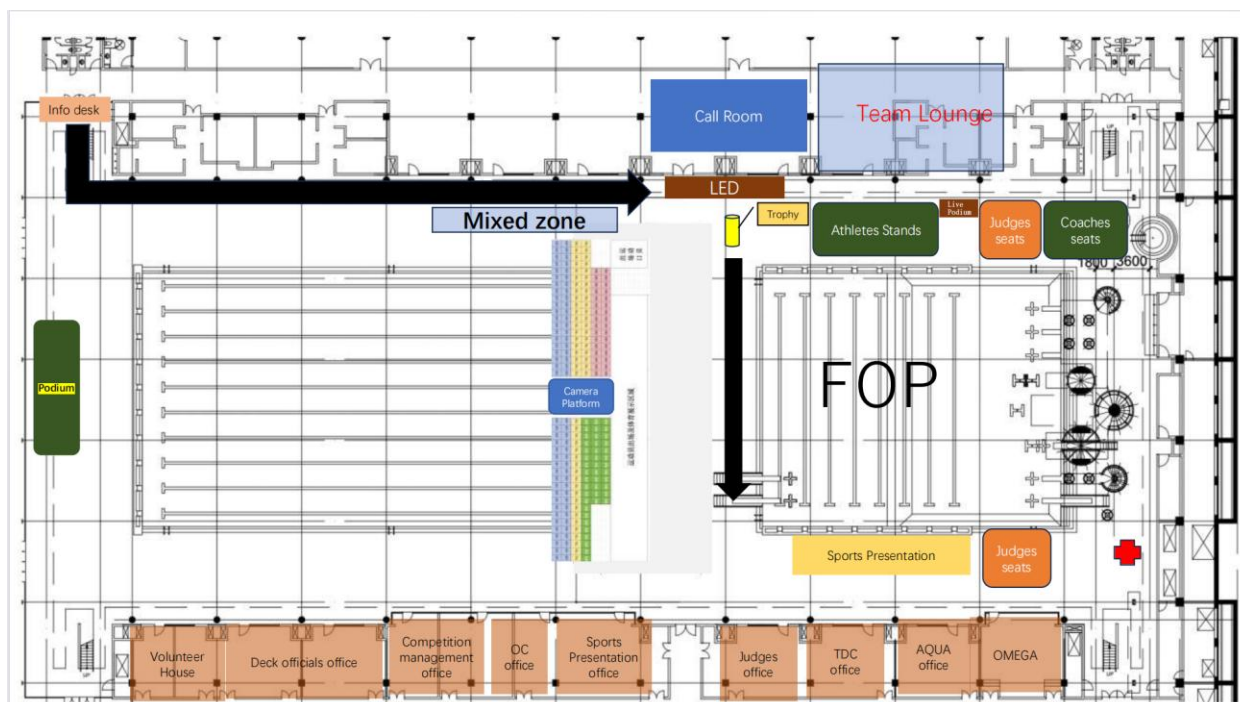 Info desk
Call Room
Team Lounge
LED
Mixed zone
Trophy
Athletes Stands
Live
Podium
Judges
seats
Coaches
seats
1800
3600
Podium
Camera
Platform
FOP
Sports Presentation
Judges
seats
Volunteer
House
Deck officials office
Competition
management
office
OC
office
Sports
Presentation
office
Judges
office
TDC
office
AQUA
office
OMEGA